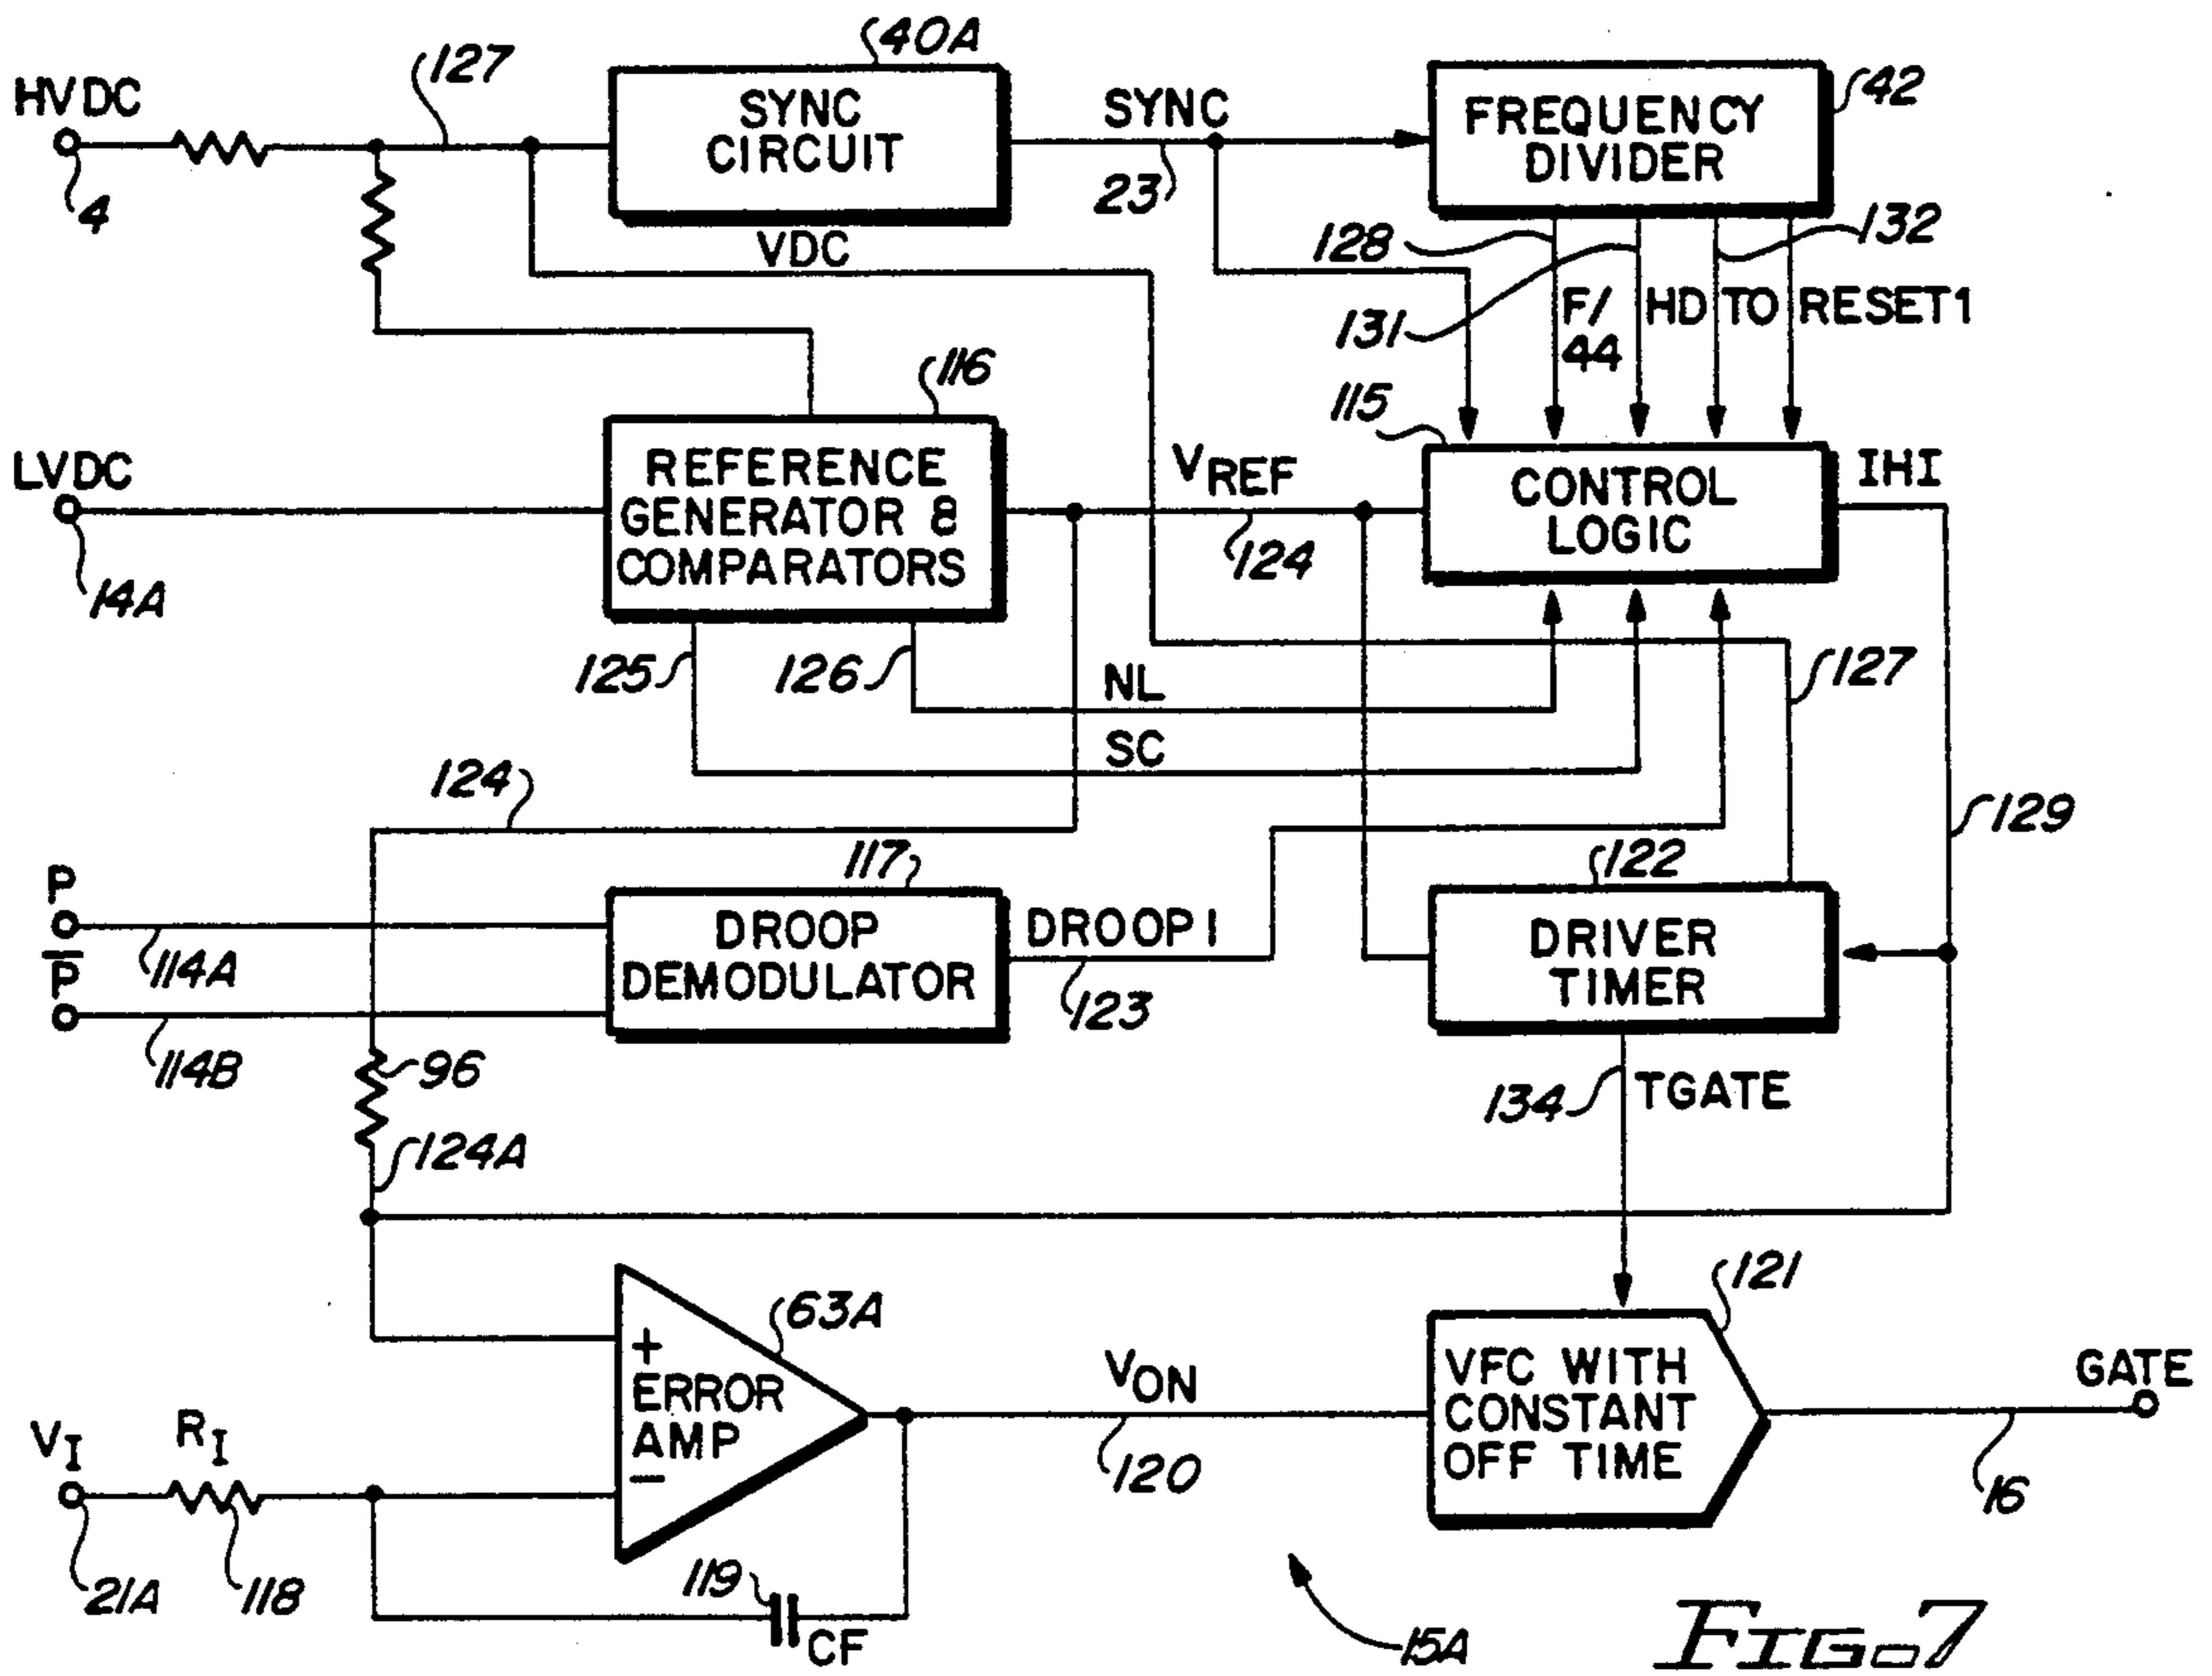 40A
127
42
HVDC
SYNC
CIRCUIT
SYNC
FREQUENCY
DIVIDER
4
23
VDC
128
132
131
F/
44
HD
TO
RESET1
116
115
LVDC
REFERENCE
GENERATOR &
COMPARATORS
VREF
CONTROL
LOGIC
IHI
124
14A
125
126
127
NL
SC
124
129
P
117
122
DROOP
DEMODULATOR
DROOP1
DRIVER
TIMER
114A
P̅
123
114B
96
134
TGATE
124A
121
63A
+
ERROR
AMP
−
VON
VFC WITH
CONSTANT
OFF TIME
GATE
VI
RI
120
16
21A
118
119
CF
15A
FIG. 7